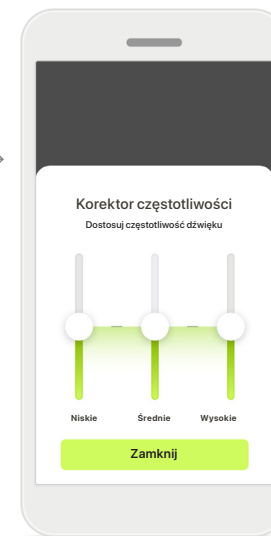 Korektor częstotliwości
Dostosuj częstotliwość dźwięku
Niskie Średnie Wysokie
Zamknij